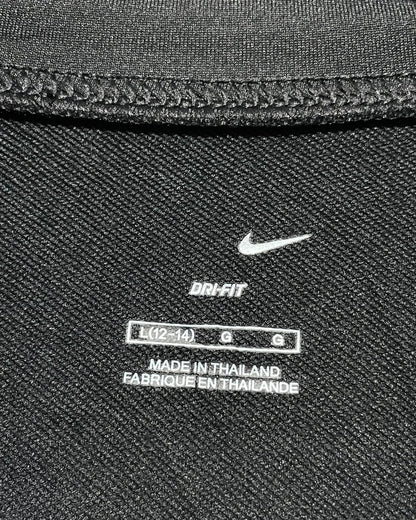 DRI-FIT
L(12-14) G G
MADE IN THAILAND
FABRIQUE EN THAILANDE